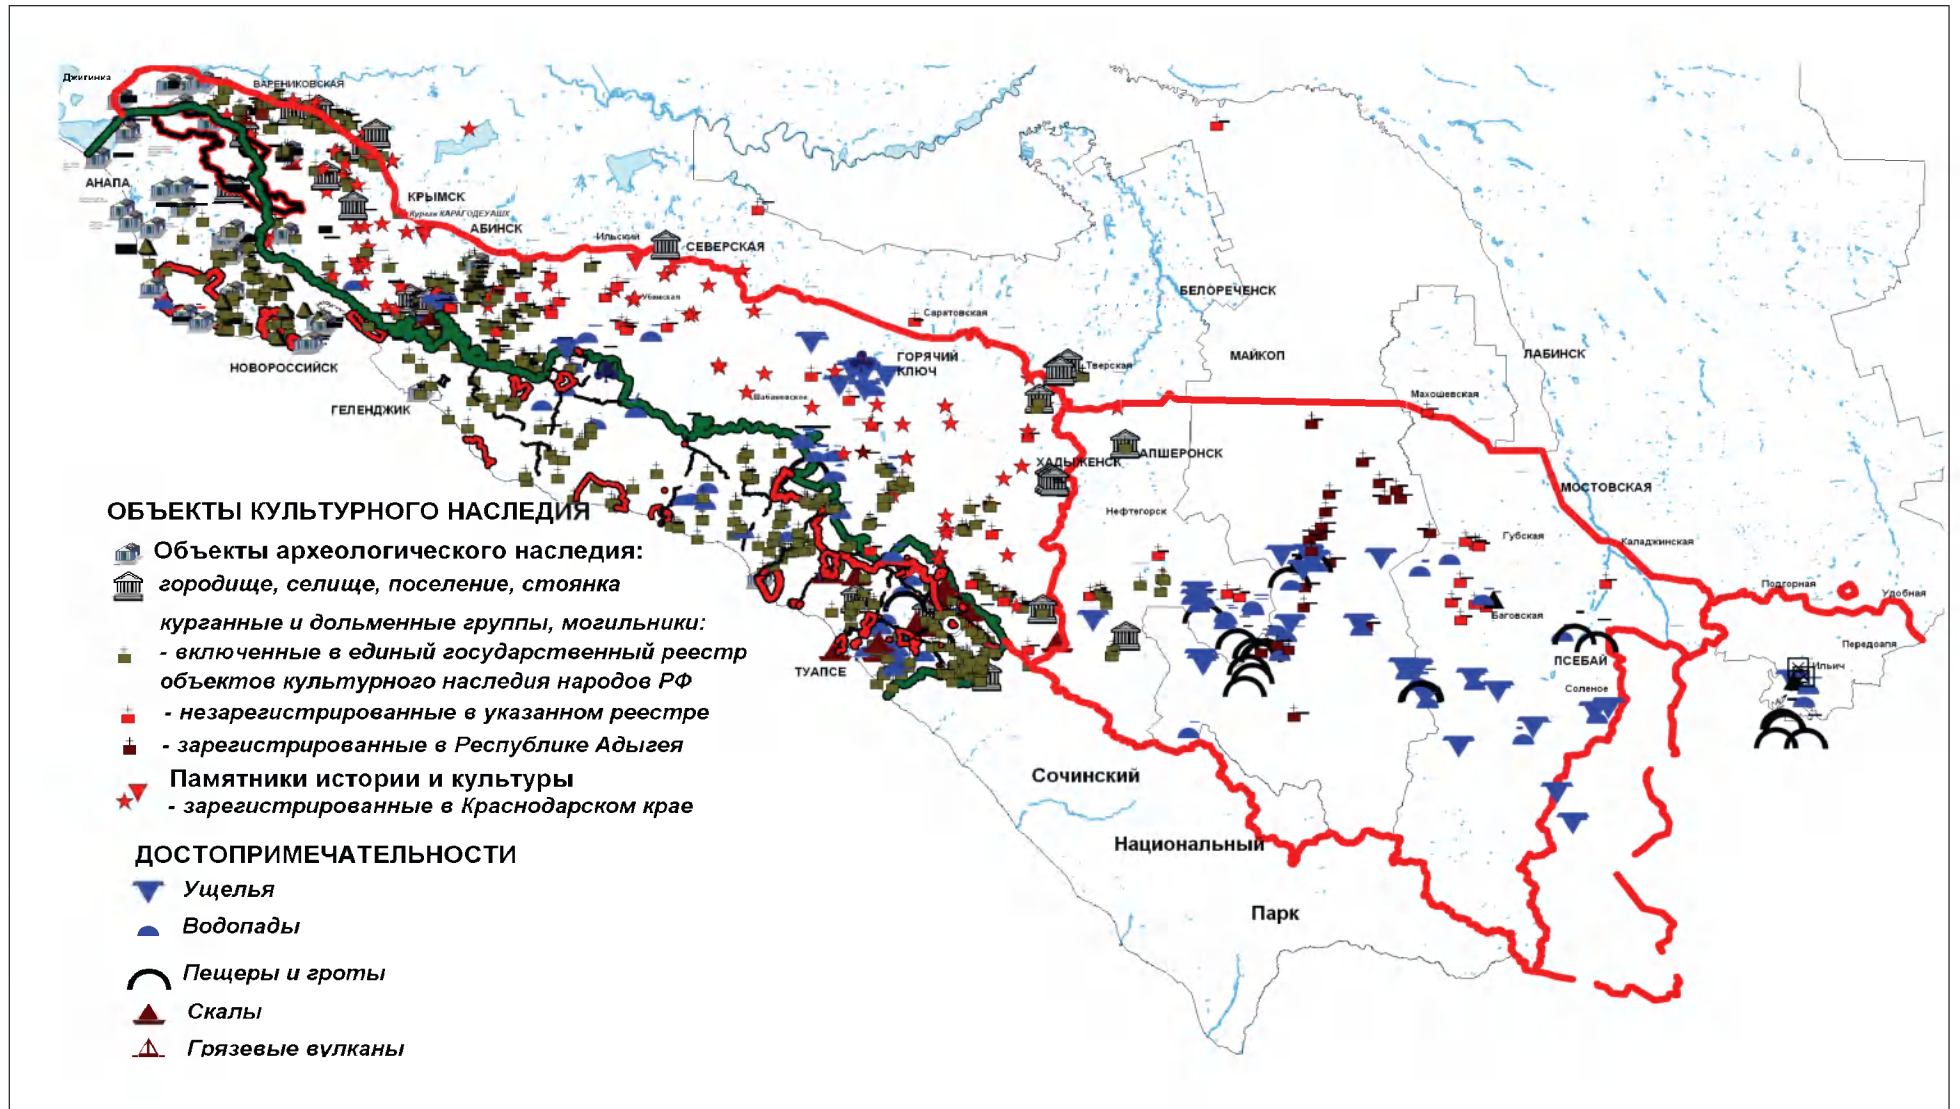 Джигинка
ВАРЕНИКОВСКАЯ
АНАПА
КРЫМСК
Курган КАРАГОДЕУАШХ
АБИНСК
Ильский
СЕВЕРСКАЯ
Убинская
БЕЛОРЕЧЕНСК
Саратовская
НОВОРОССИЙСК
ГОРЯЧИЙ
КЛЮЧ
Тверская
МАЙКОП
ЛАБИНСК
ГЕЛЕНДЖИК
Шабановское
Махошевская
ХАДЫЖЕНСК
АПШЕРОНСК
МОСТОВСКАЯ
Нефтегорск
Губская
Каладжинская
Подгорная
Удобная
Баговская
Передовая
ПСЕБАЙ
Ильич
Соленое
ТУАПСЕ
Сочинский
Национальный
Парк
ОБЪЕКТЫ КУЛЬТУРНОГО НАСЛЕДИЯ
Объекты археологического наследия:
городище, селище, поселение, стоянка
курганные и дольменные группы, могильники:
- включенные в единый государственный реестр
объектов культурного наследия народов РФ
- незарегистрированные в указанном реестре
- зарегистрированные в Республике Адыгея
Памятники истории и культуры
- зарегистрированные в Краснодарском крае
ДОСТОПРИМЕЧАТЕЛЬНОСТИ
Ущелья
Водопады
Пещеры и гроты
Скалы
Грязевые вулканы